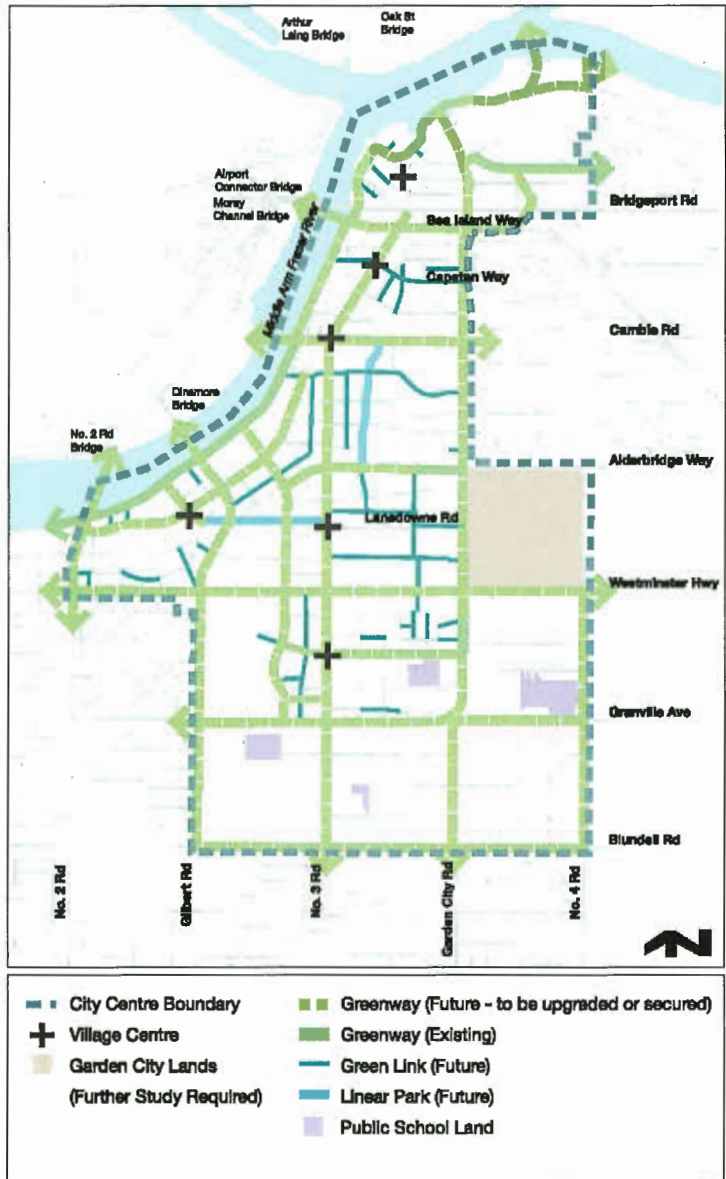 Arthur
Laing Bridge
Oak St
Bridge
Airport
Connector Bridge
Moray
Channel Bridge
Bridgeport Rd
Sea Island Way
Middle Arm Fraser River
Capstan Way
Cambie Rd
Dinsmore
Bridge
No. 2 Rd
Bridge
Alderbridge Way
Lansdowne Rd
Westminster Hwy
Granville Ave
Blundell Rd
No. 2 Rd
Gilbert Rd
No. 3 Rd
Garden City Rd
No. 4 Rd
N
City Centre Boundary
Village Centre
Garden City Lands
(Further Study Required)
Greenway (Future - to be upgraded or secured)
Greenway (Existing)
Green Link (Future)
Linear Park (Future)
Public School Land